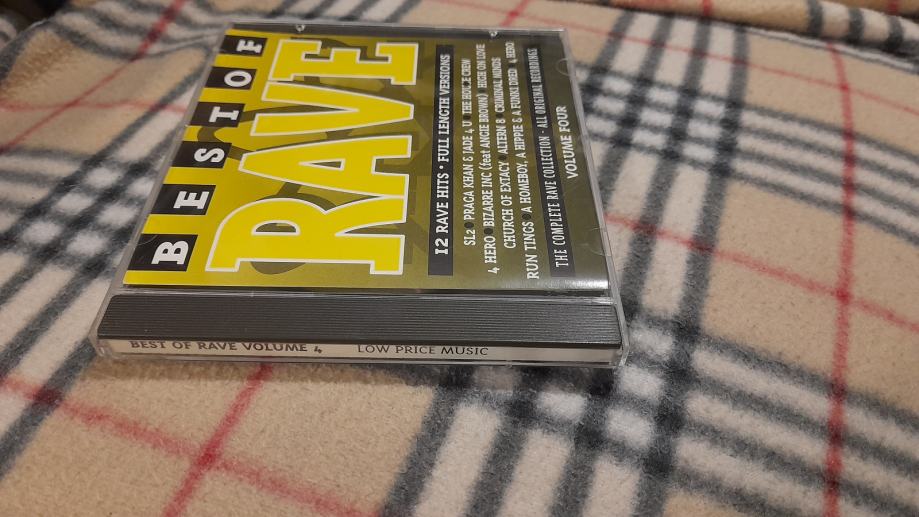 BEST OF
RAVE
12 RAVE HITS • FULL LENGTH VERSIONS
SL2 PRAGA KHAN & JADE 4 U THE HOUSE CREW
4 HERO BIZARRE INC (feat ANGIE BROWN) HIGH ON LOVE
CHURCH OF EXTACY ALTERN 8 CRIMINAL MINDS
RUN TINGS A HOMEBOY, A HIPPIE & A FUNKI DRED 4 HERO
THE COMPLETE RAVE COLLECTION - ALL ORIGINAL RECORDINGS
VOLUME FOUR
BEST OF RAVE VOLUME 4 LOW PRICE MUSIC